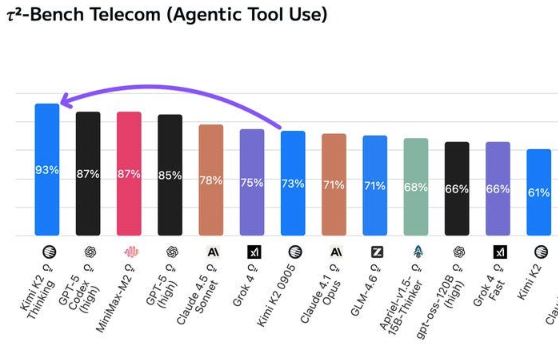 τ²-Bench Telecom (Agentic Tool Use)
93%
87%
87%
85%
78%
75%
73%
71%
71%
68%
66%
66%
61%
Kimi K2
Thinking
GPT-5
Codex
(high)
MiniMax-M2
GPT-5
(high)
Claude 4.5
Sonnet
Grok 4
Kimi K2 0905
Claude 4.1
Opus
GLM-4.6
Apriel-v1.5-
15B-Thinker
gpt-oss-120B
(high)
Grok 4
Fast
Kimi K2